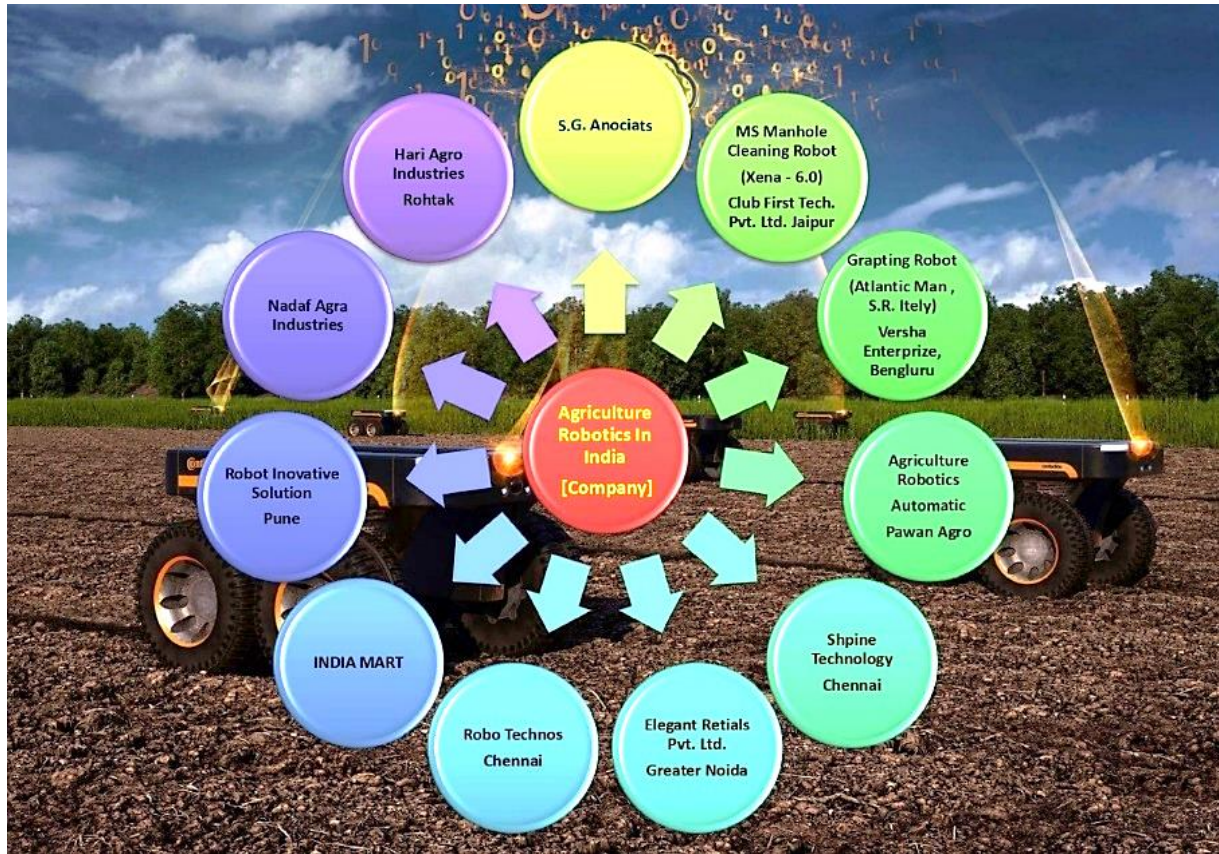 S.G. Anociats
MS Manhole
Cleaning Robot
(Xena - 6.0)
Club First Tech.
Pvt. Ltd. Jaipur
Grapting Robot
(Atlantic Man ,
S.R. Itely)
Versha
Enterprize,
Bengluru
Agriculture
Robotics
Automatic
Pawan Agro
Shpine
Technology
Chennai
Elegant Retials
Pvt. Ltd.
Greater Noida
Robo Technos
Chennai
INDIA MART
Robot Inovative
Solution
Pune
Nadaf Agra
Industries
Hari Agro
Industries
Rohtak
Agriculture
Robotics In
India
[Company]